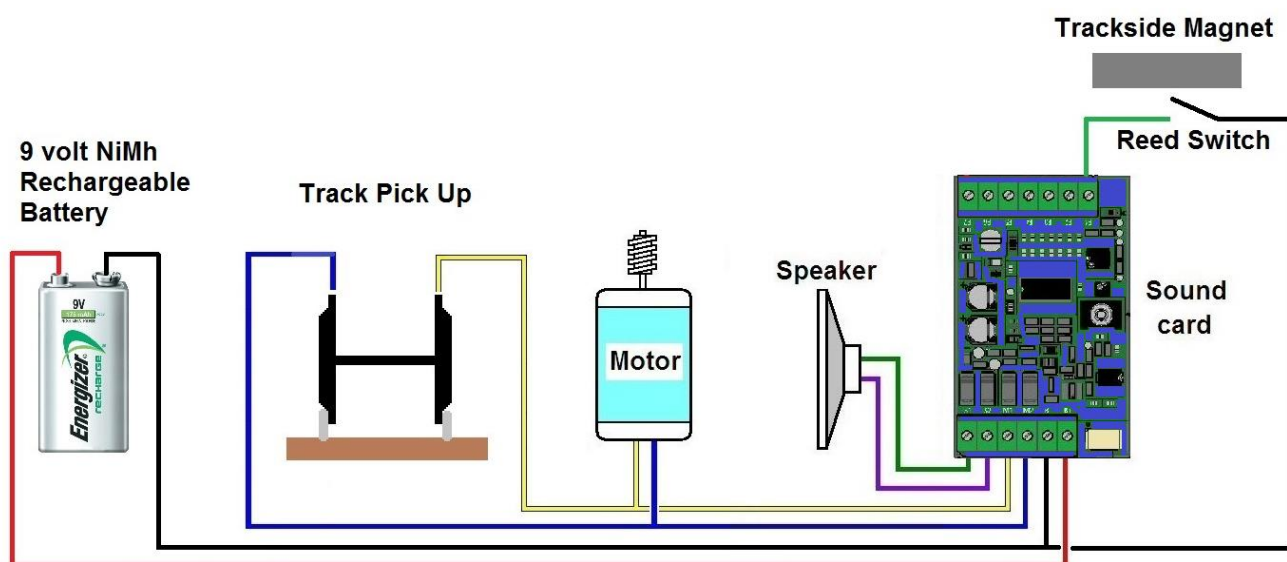 Trackside Magnet
Reed Switch
9 volt NiMh
Rechargeable
Battery
Track Pick Up
Speaker
Sound
card
Motor
9V
Energizer
recharge